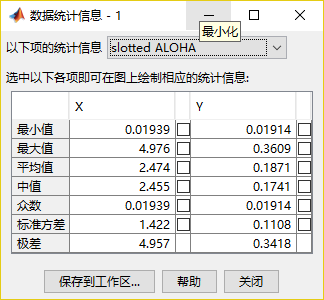 数据统计信息 - 1
最小化
以下项的统计信息 slotted ALOHA
选中以下各项即可在图上绘制相应的统计信息:
X Y
最小值 0.01939 0.01914
最大值 4.976 0.3609
平均值 2.474 0.1871
中值 2.455 0.1741
众数 0.01939 0.01914
标准方差 1.422 0.1108
极差 4.957 0.3418
保存到工作区... 帮助 关闭